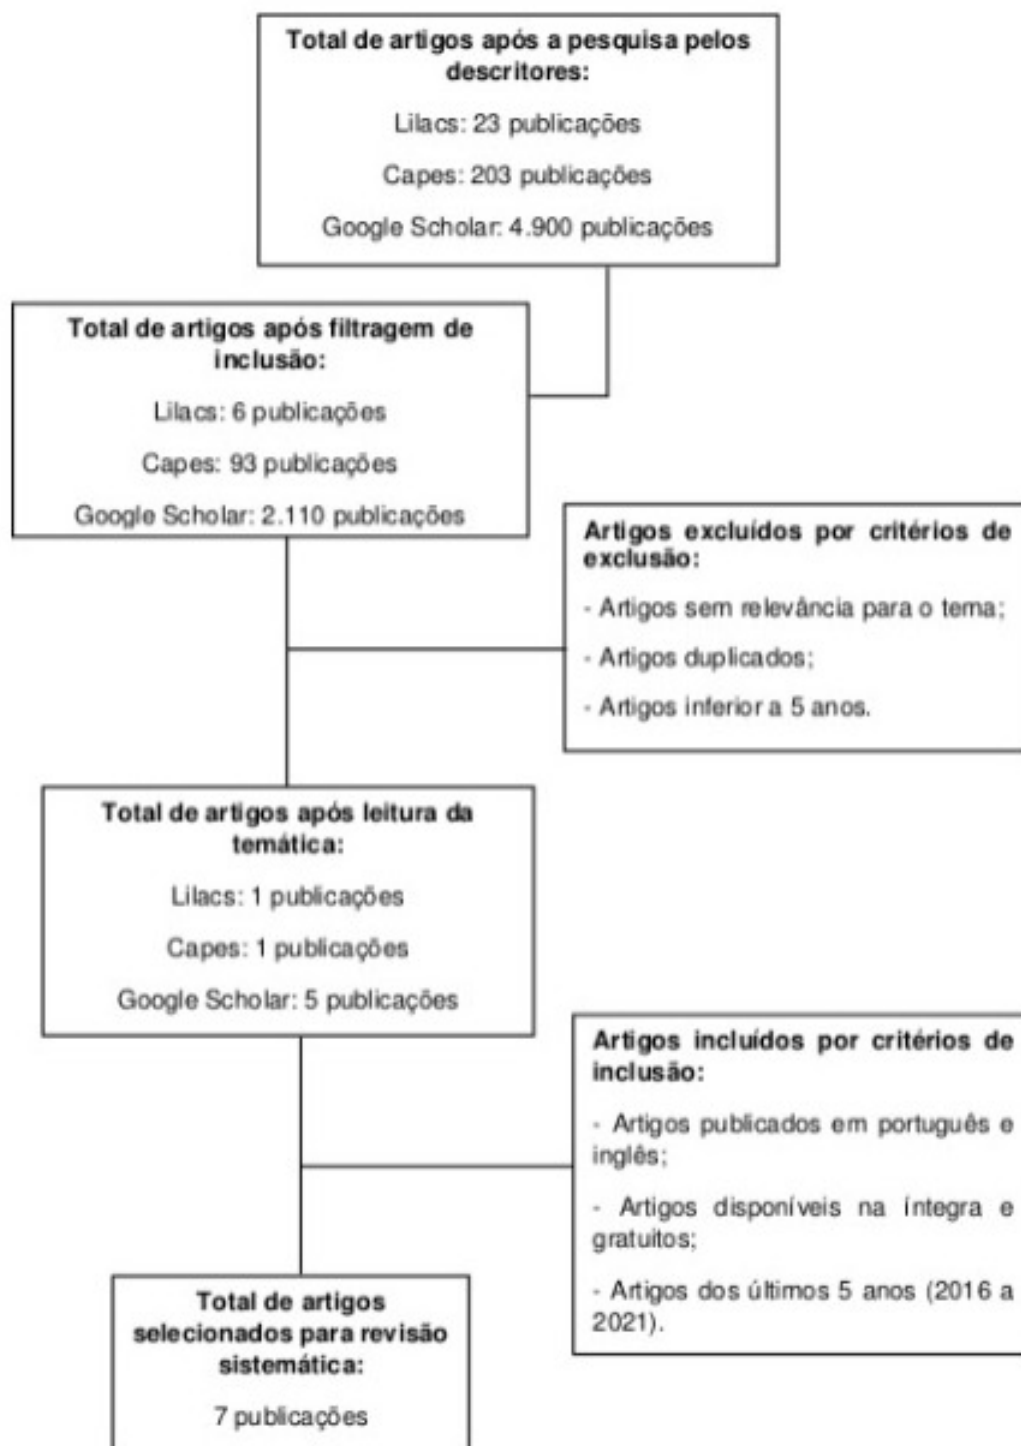 Total de artigos após a pesquisa pelos
descritores:
Lilacs: 23 publicações
Capes: 203 publicações
Google Scholar: 4.900 publicações
Total de artigos após filtragem de
inclusão:
Lilacs: 6 publicações
Capes: 93 publicações
Google Scholar: 2.110 publicações
Artigos excluídos por critérios de
exclusão:
- Artigos sem relevância para o tema;
- Artigos duplicados;
- Artigos inferior a 5 anos.
Total de artigos após leitura da
temática:
Lilacs: 1 publicações
Capes: 1 publicações
Google Scholar: 5 publicações
Artigos incluídos por critérios de
inclusão:
- Artigos publicados em português e
inglês;
- Artigos disponíveis na íntegra e
gratuitos;
- Artigos dos últimos 5 anos (2016 a
2021).
Total de artigos
selecionados para revisão
sistemática:
7 publicações